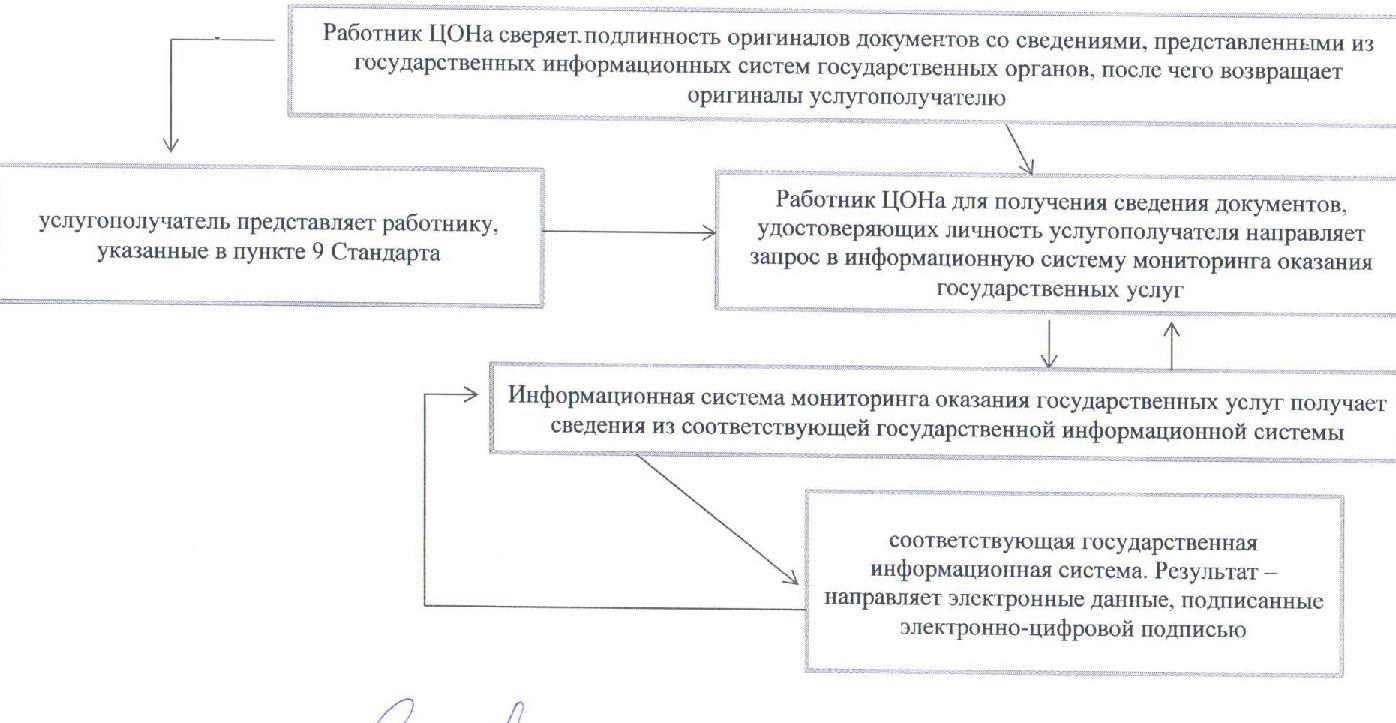 Работник ЦОНа сверяет подлинность оригиналов документов со сведениями, представленными из
государственных информационных систем государственных органов, после чего возвращает
оригиналы услугополучателю
услугополучатель представляет работнику,
указанные в пункте 9 Стандарта
Работник ЦОНа для получения сведения документов,
удостоверяющих личность услугополучателя направляет
запрос в информационную систему мониторинга оказания
государственных услуг
Информационная система мониторинга оказания государственных услуг получает
сведения из соответствующей государственной информационной системы
соответствующая государственная
информационная система. Результат –
направляет электронные данные, подписанные
электронно-цифровой подписью